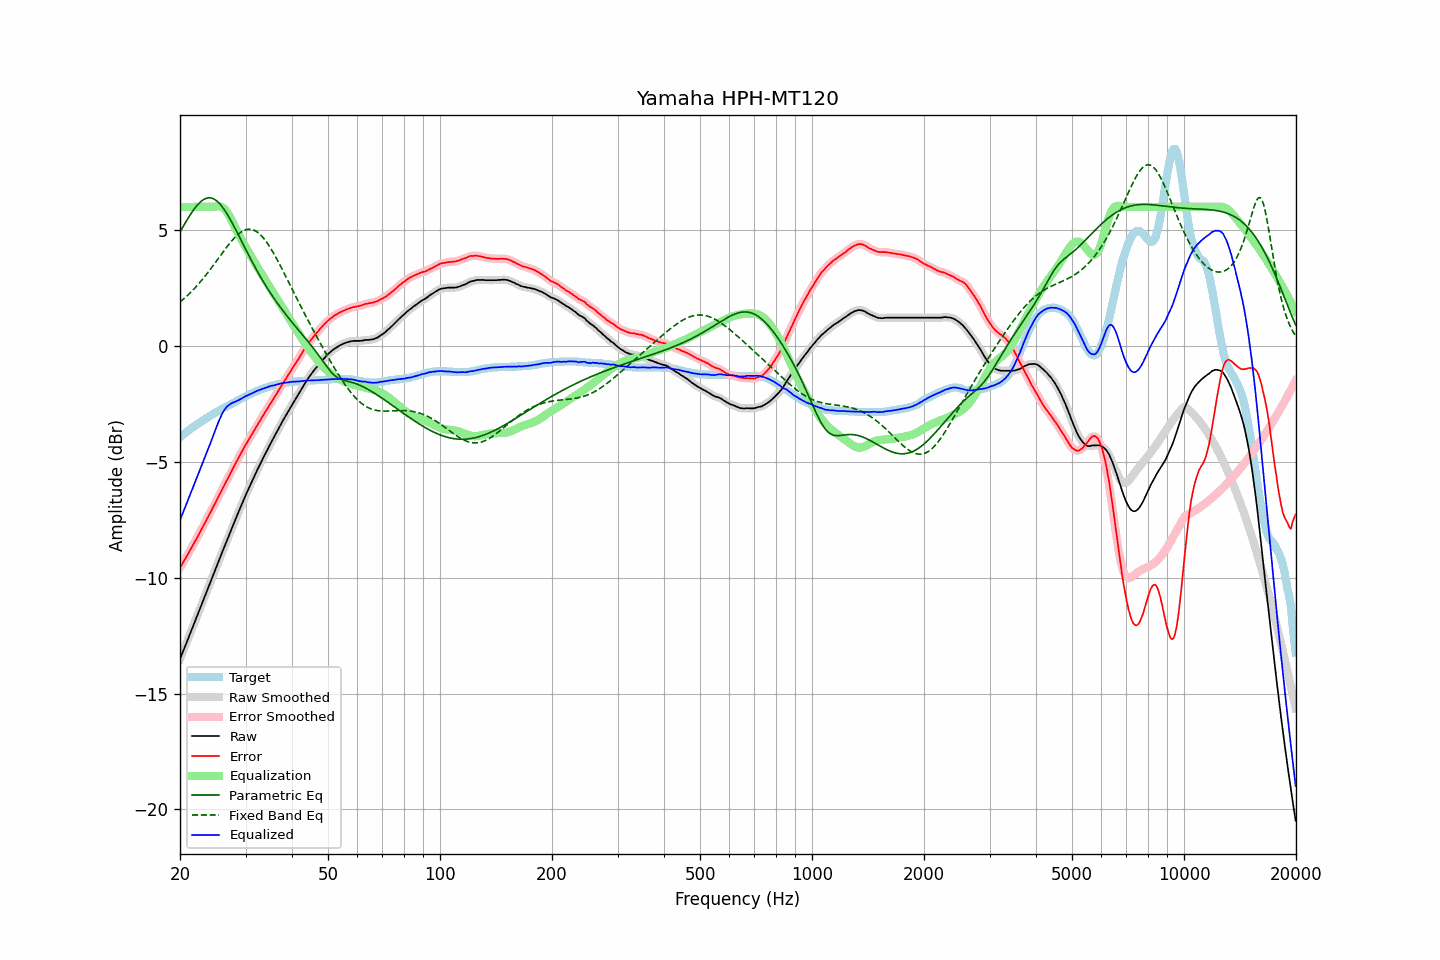 Yamaha HPH-MT120
Amplitude (dBr)
5
0
−5
−10
−15
−20
Target
Raw Smoothed
Error Smoothed
Raw
Error
Equalization
Parametric Eq
Fixed Band Eq
Equalized
20 50 100 200 500 1000 2000 5000 10000 20000
Frequency (Hz)